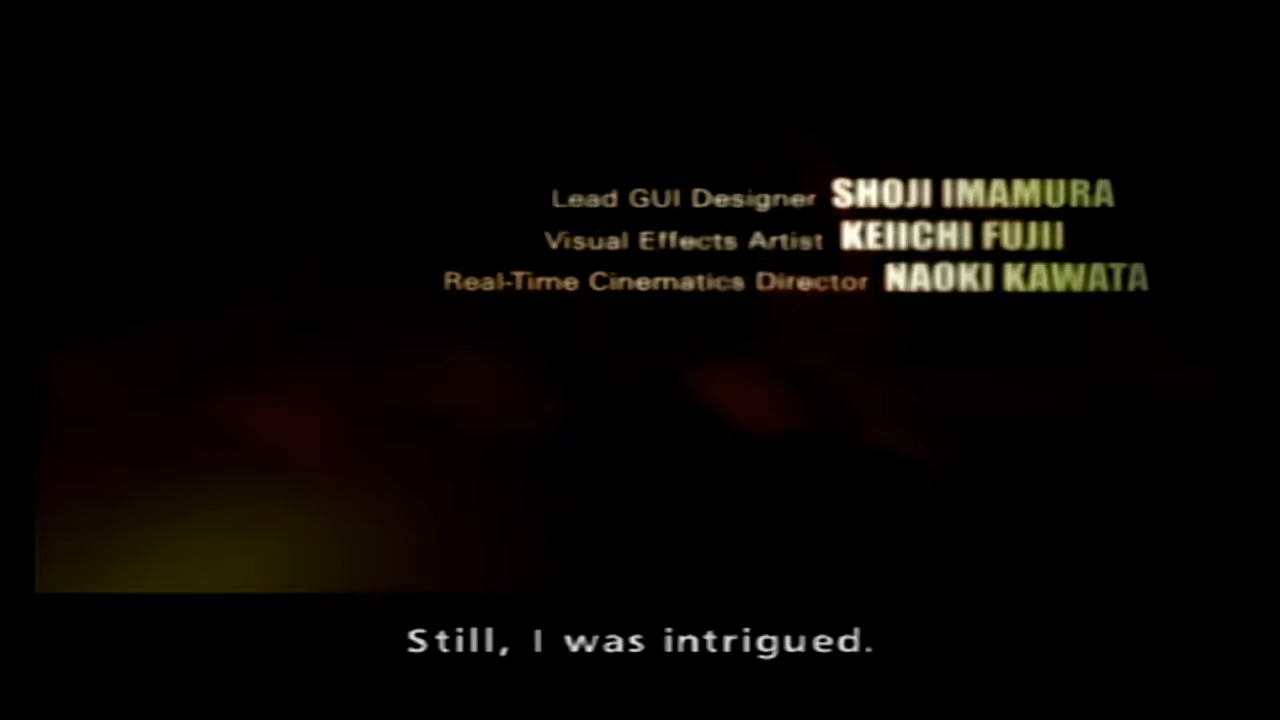 Lead GUI Designer SHOJI IMAMURA
Visual Effects Artist KEIICHI FUJII
Real-Time Cinematics Director NAOKI KAWATA
Still, I was intrigued.